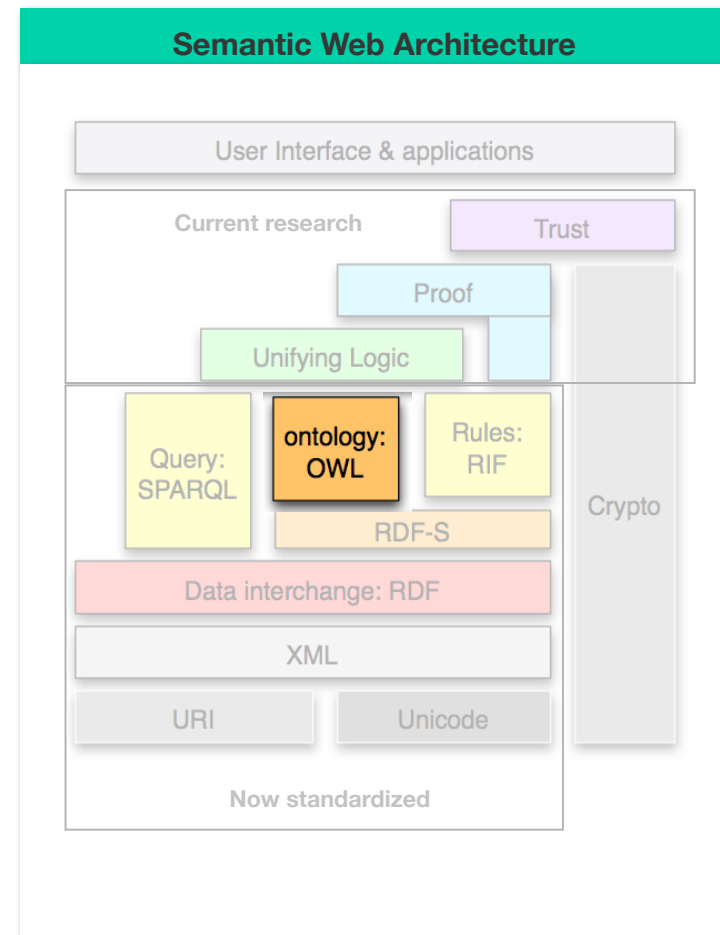 Semantic Web Architecture
User Interface & applications
Current research
Trust
Proof
Unifying Logic
Query:
SPARQL
ontology:
OWL
Rules:
RIF
Crypto
RDF-S
Data interchange: RDF
XML
URI
Unicode
Now standardized